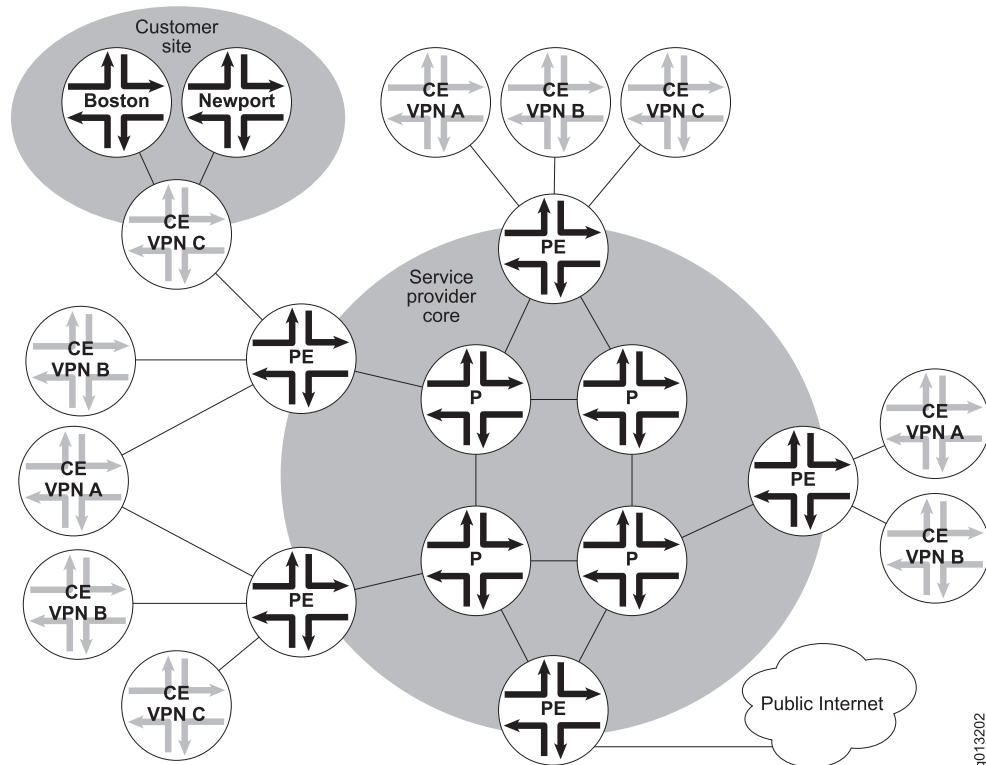 Customer
site
Boston
Newport
CE
VPN A
CE
VPN B
CE
VPN C
CE
VPN C
PE
Service
provider
core
CE
VPN B
PE
P
P
CE
VPN A
CE
VPN A
PE
CE
VPN B
P
P
CE
VPN B
PE
CE
VPN C
PE
Public Internet
g013202